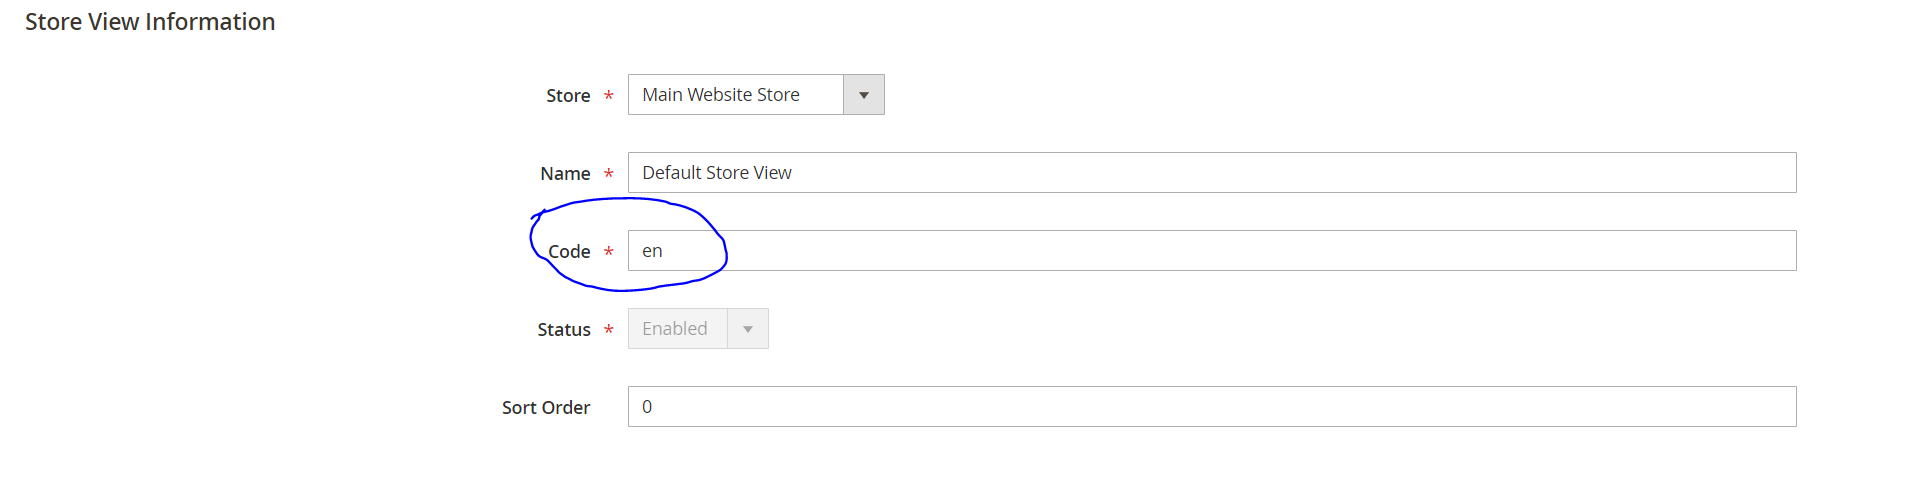 Store View Information
Store * Main Website Store
Name * Default Store View
Code * en
Status * Enabled
Sort Order 0